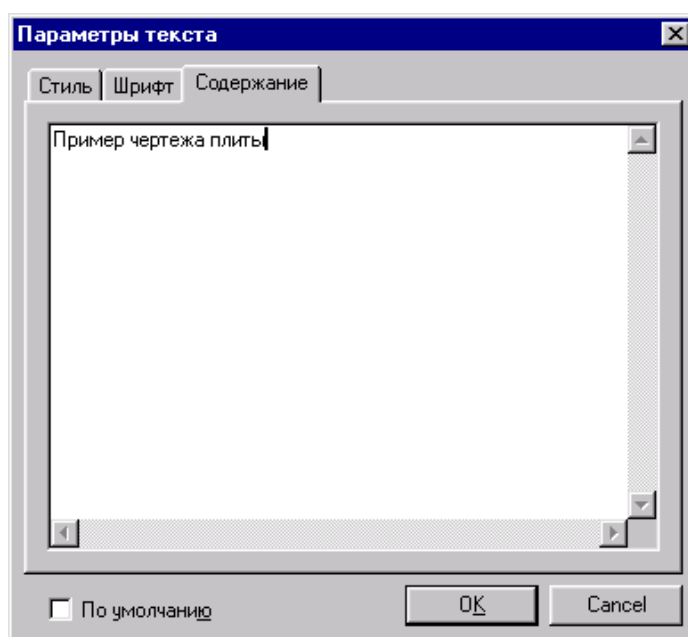 Параметры текста
Стиль Шрифт Содержание
Пример чертежа плиты
По умолчанию OK Cancel